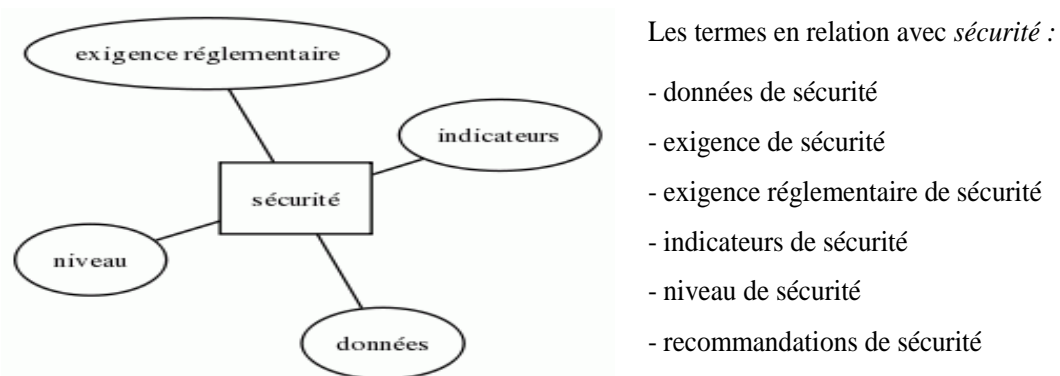 exigence réglementaire
indicateurs
sécurité
niveau
données
Les termes en relation avec sécurité :
- données de sécurité
- exigence de sécurité
- exigence réglementaire de sécurité
- indicateurs de sécurité
- niveau de sécurité
- recommandations de sécurité